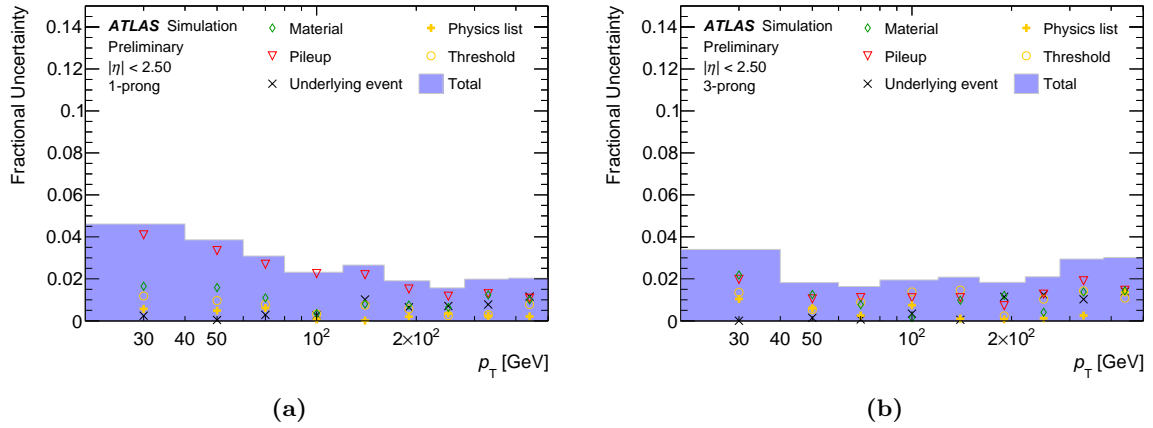 Fractional Uncertainty
0.14
0.12
0.1
0.08
0.06
0.04
0.02
0
ATLAS Simulation
Preliminary
|η| < 2.50
1-prong
Material
Pileup
Underlying event
Physics list
Threshold
Total
30 40 50 10² 2×10²
p_T [GeV]
(a)
Fractional Uncertainty
0.14
0.12
0.1
0.08
0.06
0.04
0.02
0
ATLAS Simulation
Preliminary
|η| < 2.50
3-prong
Material
Pileup
Underlying event
Physics list
Threshold
Total
30 40 50 10² 2×10²
p_T [GeV]
(b)